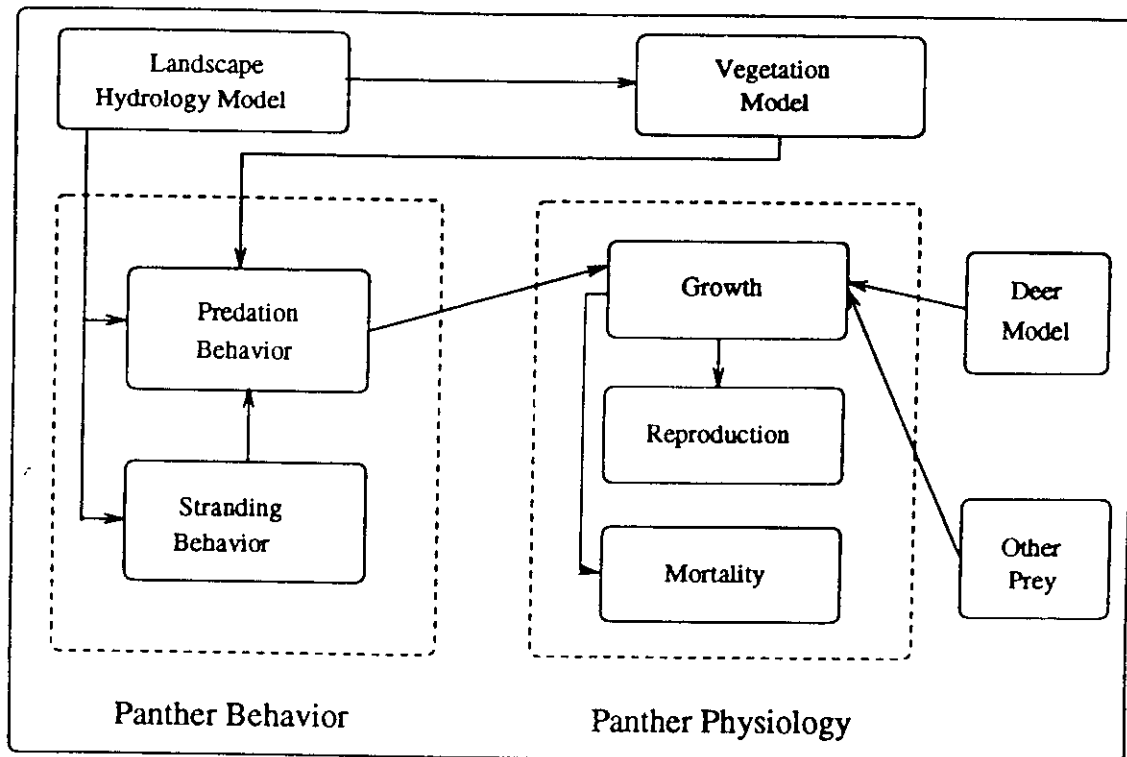 Landscape
Hydrology Model
Vegetation
Model
Predation
Behavior
Growth
Deer
Model
Reproduction
Stranding
Behavior
Mortality
Other
Prey
Panther Behavior
Panther Physiology